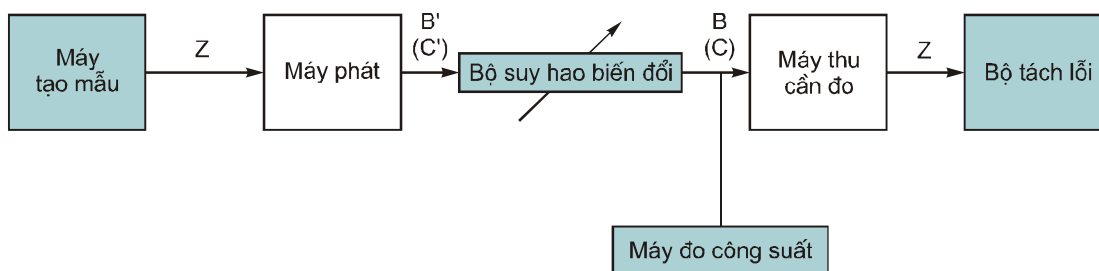 Máy
tạo mẫu
Z
Máy phát
B'
(C')
Bộ suy hao biến đổi
B
(C)
Máy thu
cần đo
Z
Bộ tách lỗi
Máy đo công suất